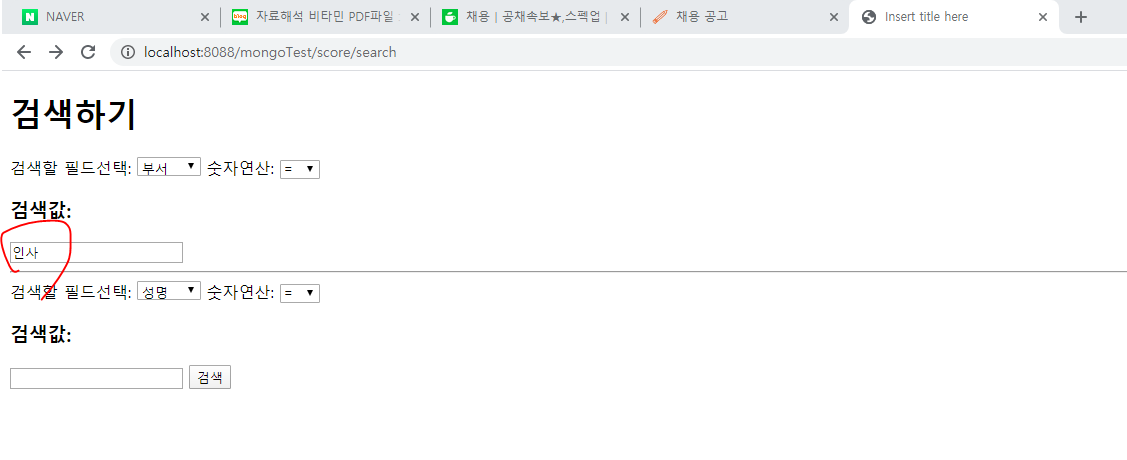 NAVER
자료해석 비타민 PDF파일
채용 | 공채속보★,스펙업 |
채용 공고
Insert title here
localhost:8088/mongoTest/score/search
검색하기
검색할 필드선택: 부서 숫자연산: =
검색값:
인사
검색할 필드선택: 성명 숫자연산: =
검색값:
검색